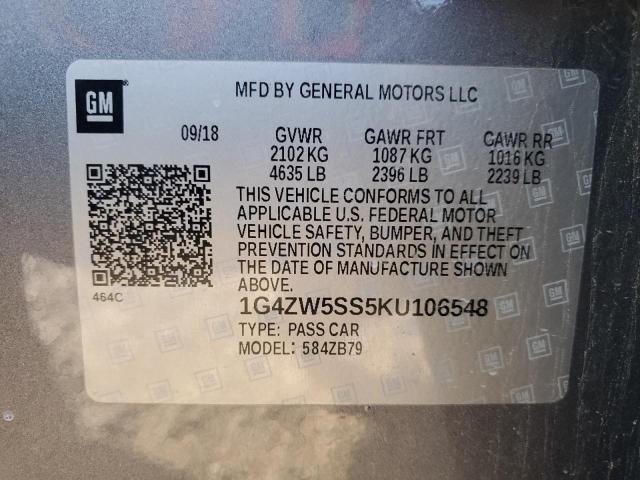 GM
MFD BY GENERAL MOTORS LLC
09/18 GVWR GAWR FRT GAWR RR
2102 KG 1087 KG 1016 KG
4635 LB 2396 LB 2239 LB
THIS VEHICLE CONFORMS TO ALL
APPLICABLE U.S. FEDERAL MOTOR
VEHICLE SAFETY, BUMPER, AND THEFT
PREVENTION STANDARDS IN EFFECT ON
THE DATE OF MANUFACTURE SHOWN
ABOVE.
464C
1G4ZW5SS5KU106548
TYPE: PASS CAR
MODEL: 584ZB79